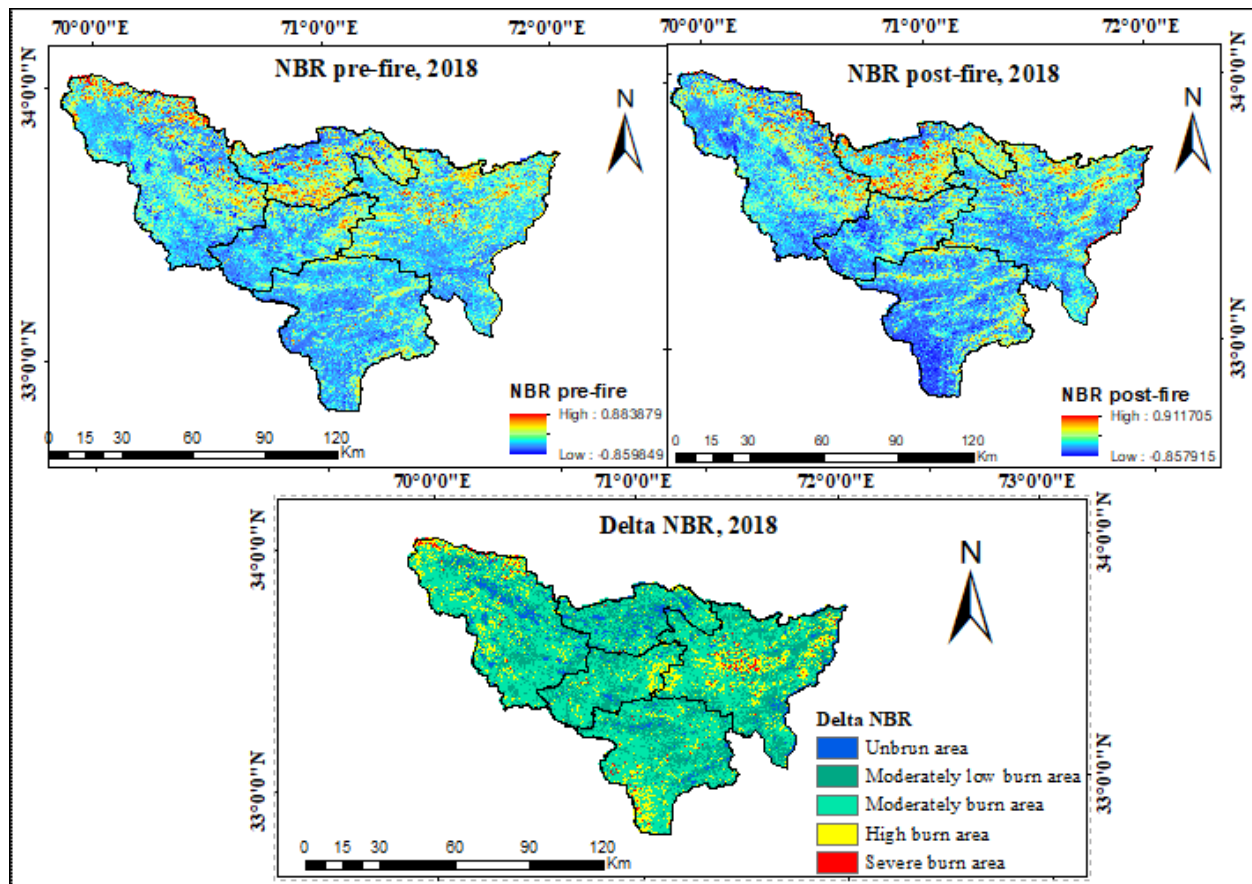 70°0'0"E 71°0'0"E 72°0'0"E
NBR pre-fire, 2018
N
34°0'0"N
33°0'0"N
NBR pre-fire
High : 0.883879
Low : -0.859849
0 15 30 60 90 120
Km
70°0'0"E 71°0'0"E 72°0'0"E
NBR post-fire, 2018
N
34°0'0"N
33°0'0"N
NBR post-fire
High : 0.911705
Low : -0.857915
0 15 30 60 90 120
Km
70°0'0"E 71°0'0"E 72°0'0"E 73°0'0"E
Delta NBR, 2018
N
34°0'0"N 34°0'0"N
33°0'0"N 33°0'0"N
Delta NBR
Unbrun area
Moderately low burn area
Moderately burn area
High burn area
Severe burn area
0 15 30 60 90 120
Km